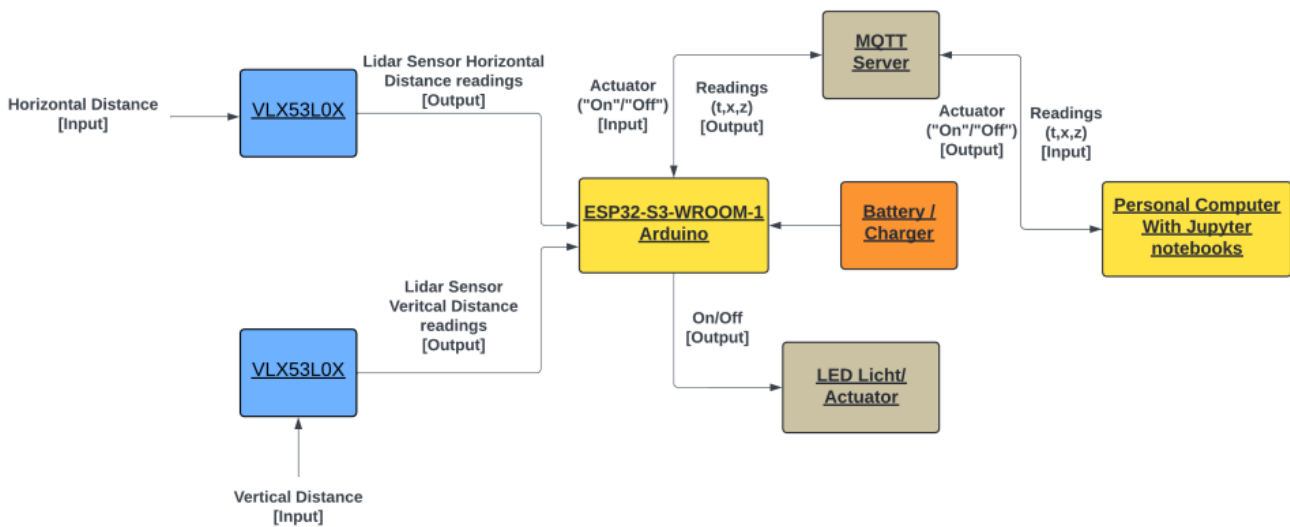 Horizontal Distance
[Input]
VLX53L0X
Lidar Sensor Horizontal
Distance readings
[Output]
Actuator
("On"/"Off")
[Input]
Readings
(t,x,z)
[Output]
MQTT
Server
Actuator
("On"/"Off")
[Output]
Readings
(t,x,z)
[Input]
ESP32-S3-WROOM-1
Arduino
Battery /
Charger
Personal Computer
With Jupyter
notebooks
Lidar Sensor
Veritcal Distance
readings
[Output]
VLX53L0X
On/Off
[Output]
LED Licht/
Actuator
Vertical Distance
[Input]